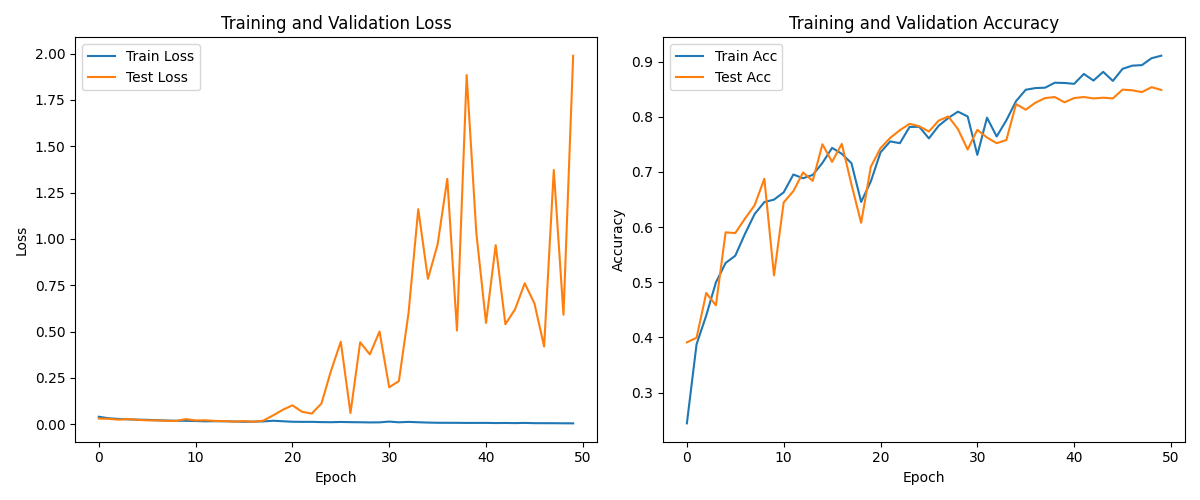 Training and Validation Loss
Train Loss
Test Loss
2.00
1.75
1.50
1.25
1.00
0.75
0.50
0.25
0.00
Loss
0 10 20 30 40 50
Epoch
Training and Validation Accuracy
Train Acc
Test Acc
0.9
0.8
0.7
0.6
0.5
0.4
0.3
Accuracy
0 10 20 30 40 50
Epoch